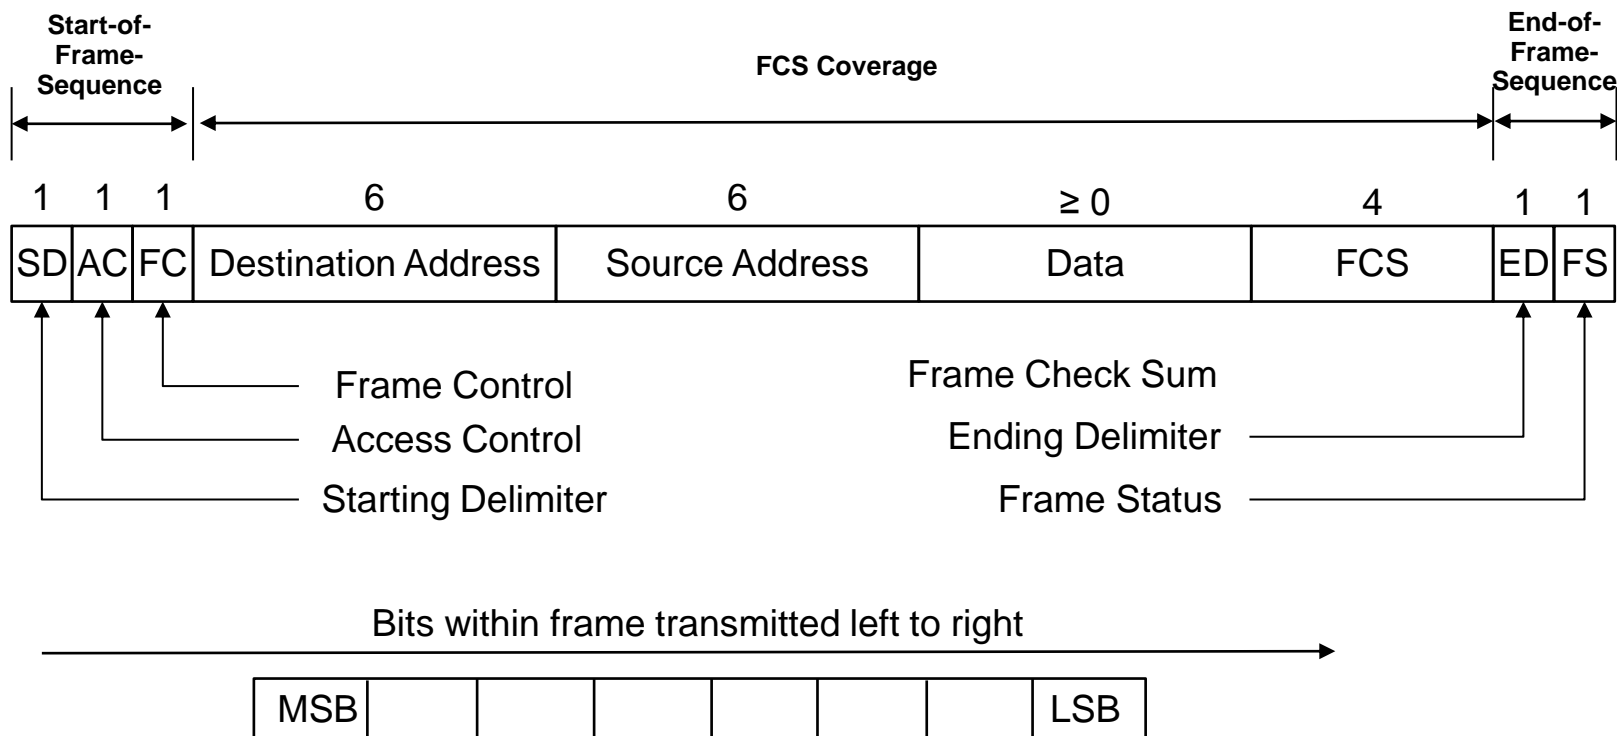 Start-of-
Frame-
Sequence
FCS Coverage
End-of-
Frame-
Sequence
1 1 1 6 6 ≥ 0 4 1 1
SD AC FC Destination Address Source Address Data FCS ED FS
Frame Control
Access Control
Starting Delimiter
Frame Check Sum
Ending Delimiter
Frame Status
Bits within frame transmitted left to right
MSB LSB